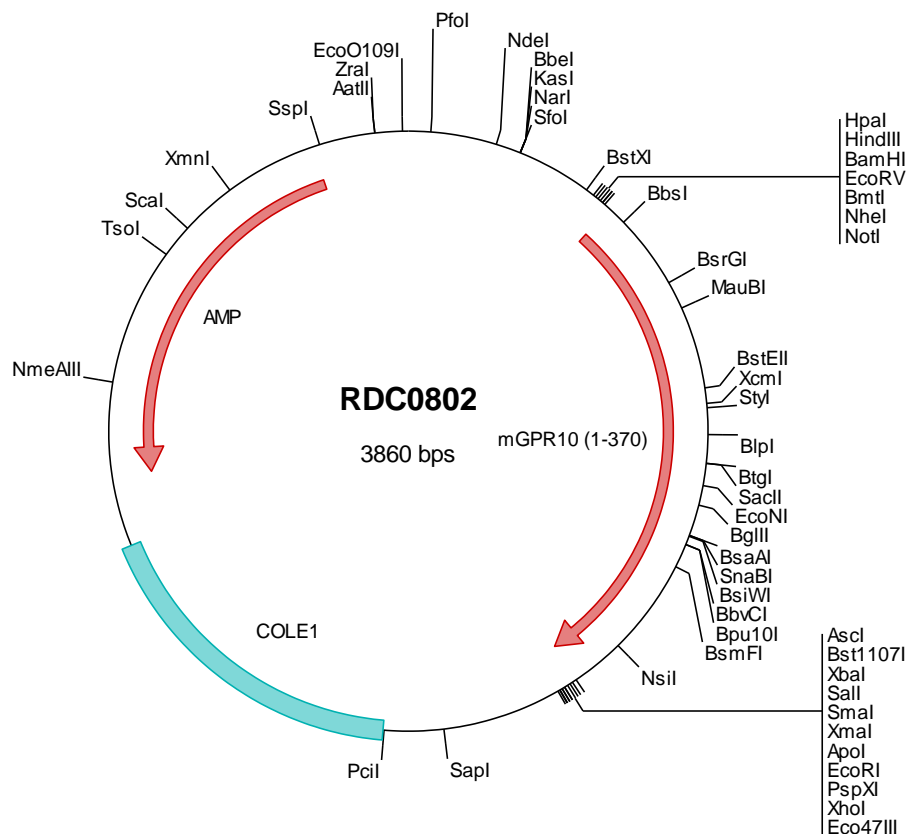 PfoI
EcoO109I
ZraI
AatII
SspI
XmnI
ScaI
TsoI
NmeAIII
NdeI
BbeI
KasI
NarI
SfoI
BstXI
HpaI
HindIII
BamHI
EcoRV
BmtI
NheI
NotI
BbsI
BsrGI
MauBI
BstEII
XcmI
StyI
BlpI
BtgI
SacII
EcoNI
BglII
BsaAI
SnaBI
BsiWI
BbvCI
Bpu10I
BsmFI
NsiI
AscI
Bst1107I
XbaI
SalI
SmaI
XmaI
ApoI
EcoRI
PspXI
XhoI
Eco47III
SapI
PciI
AMP
RDC0802
3860 bps
mGPR10 (1-370)
COLE1